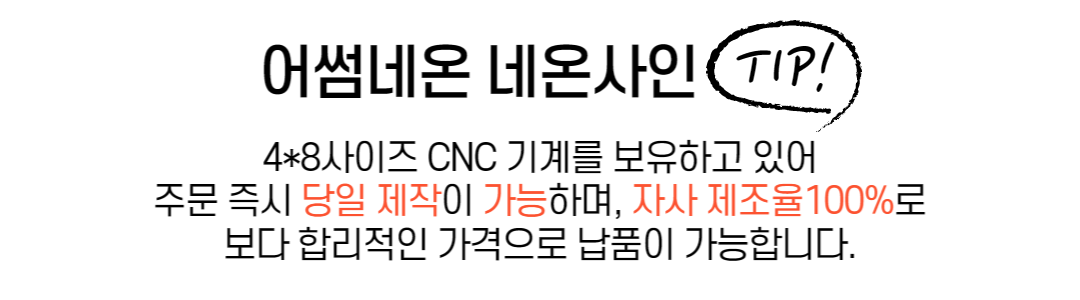 어썸네온 네온사인 TIP!
4*8사이즈 CNC 기계를 보유하고 있어
주문 즉시 당일 제작이 가능하며, 자사 제조율100%로
보다 합리적인 가격으로 납품이 가능합니다.